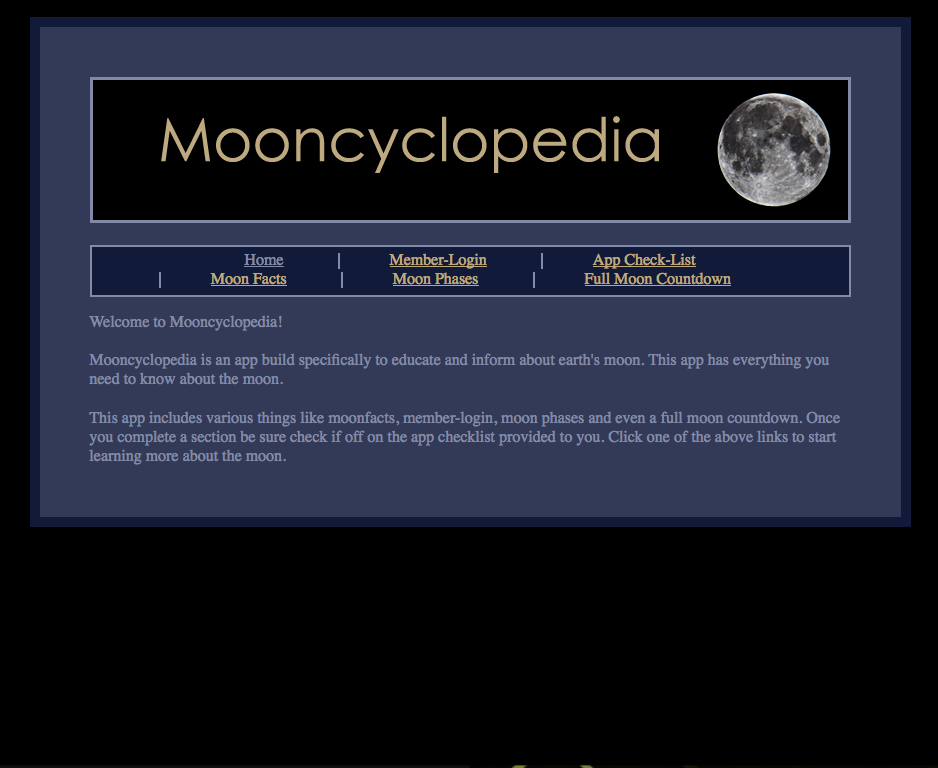 Mooncyclopedia
Home | Member-Login | App Check-List
| Moon Facts | Moon Phases | Full Moon Countdown
Welcome to Mooncyclopedia!
Mooncyclopedia is an app build specifically to educate and inform about earth's moon. This app has everything you
need to know about the moon.
This app includes various things like moonfacts, member-login, moon phases and even a full moon countdown. Once
you complete a section be sure check if off on the app checklist provided to you. Click one of the above links to start
learning more about the moon.